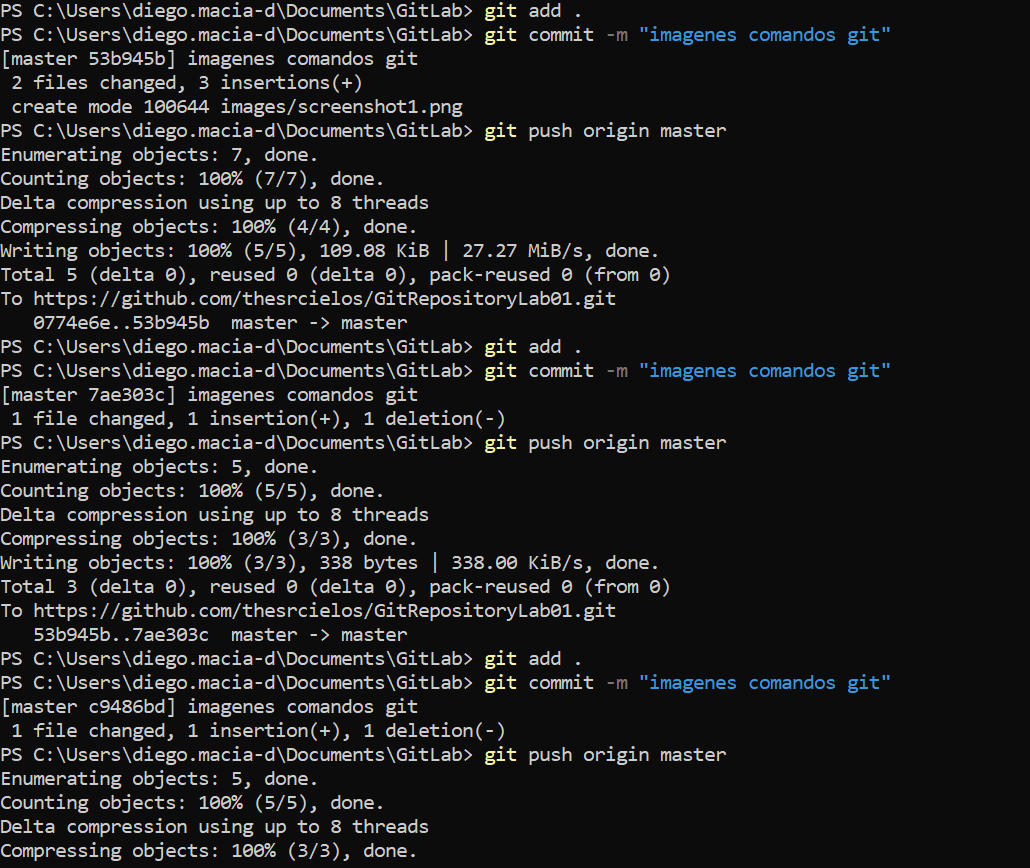 PS C:\Users\diego.macia-d\Documents\GitLab> git add .
PS C:\Users\diego.macia-d\Documents\GitLab> git commit -m "imagenes comandos git"
[master 53b945b] imagenes comandos git
 2 files changed, 3 insertions(+)
 create mode 100644 images/screenshot1.png
PS C:\Users\diego.macia-d\Documents\GitLab> git push origin master
Enumerating objects: 7, done.
Counting objects: 100% (7/7), done.
Delta compression using up to 8 threads
Compressing objects: 100% (4/4), done.
Writing objects: 100% (5/5), 109.08 KiB | 27.27 MiB/s, done.
Total 5 (delta 0), reused 0 (delta 0), pack-reused 0 (from 0)
To https://github.com/thesrcielos/GitRepositoryLab01.git
   0774e6e..53b945b  master -> master
PS C:\Users\diego.macia-d\Documents\GitLab> git add .
PS C:\Users\diego.macia-d\Documents\GitLab> git commit -m "imagenes comandos git"
[master 7ae303c] imagenes comandos git
 1 file changed, 1 insertion(+), 1 deletion(-)
PS C:\Users\diego.macia-d\Documents\GitLab> git push origin master
Enumerating objects: 5, done.
Counting objects: 100% (5/5), done.
Delta compression using up to 8 threads
Compressing objects: 100% (3/3), done.
Writing objects: 100% (3/3), 338 bytes | 338.00 KiB/s, done.
Total 3 (delta 0), reused 0 (delta 0), pack-reused 0 (from 0)
To https://github.com/thesrcielos/GitRepositoryLab01.git
   53b945b..7ae303c  master -> master
PS C:\Users\diego.macia-d\Documents\GitLab> git add .
PS C:\Users\diego.macia-d\Documents\GitLab> git commit -m "imagenes comandos git"
[master c9486bd] imagenes comandos git
 1 file changed, 1 insertion(+), 1 deletion(-)
PS C:\Users\diego.macia-d\Documents\GitLab> git push origin master
Enumerating objects: 5, done.
Counting objects: 100% (5/5), done.
Delta compression using up to 8 threads
Compressing objects: 100% (3/3), done.